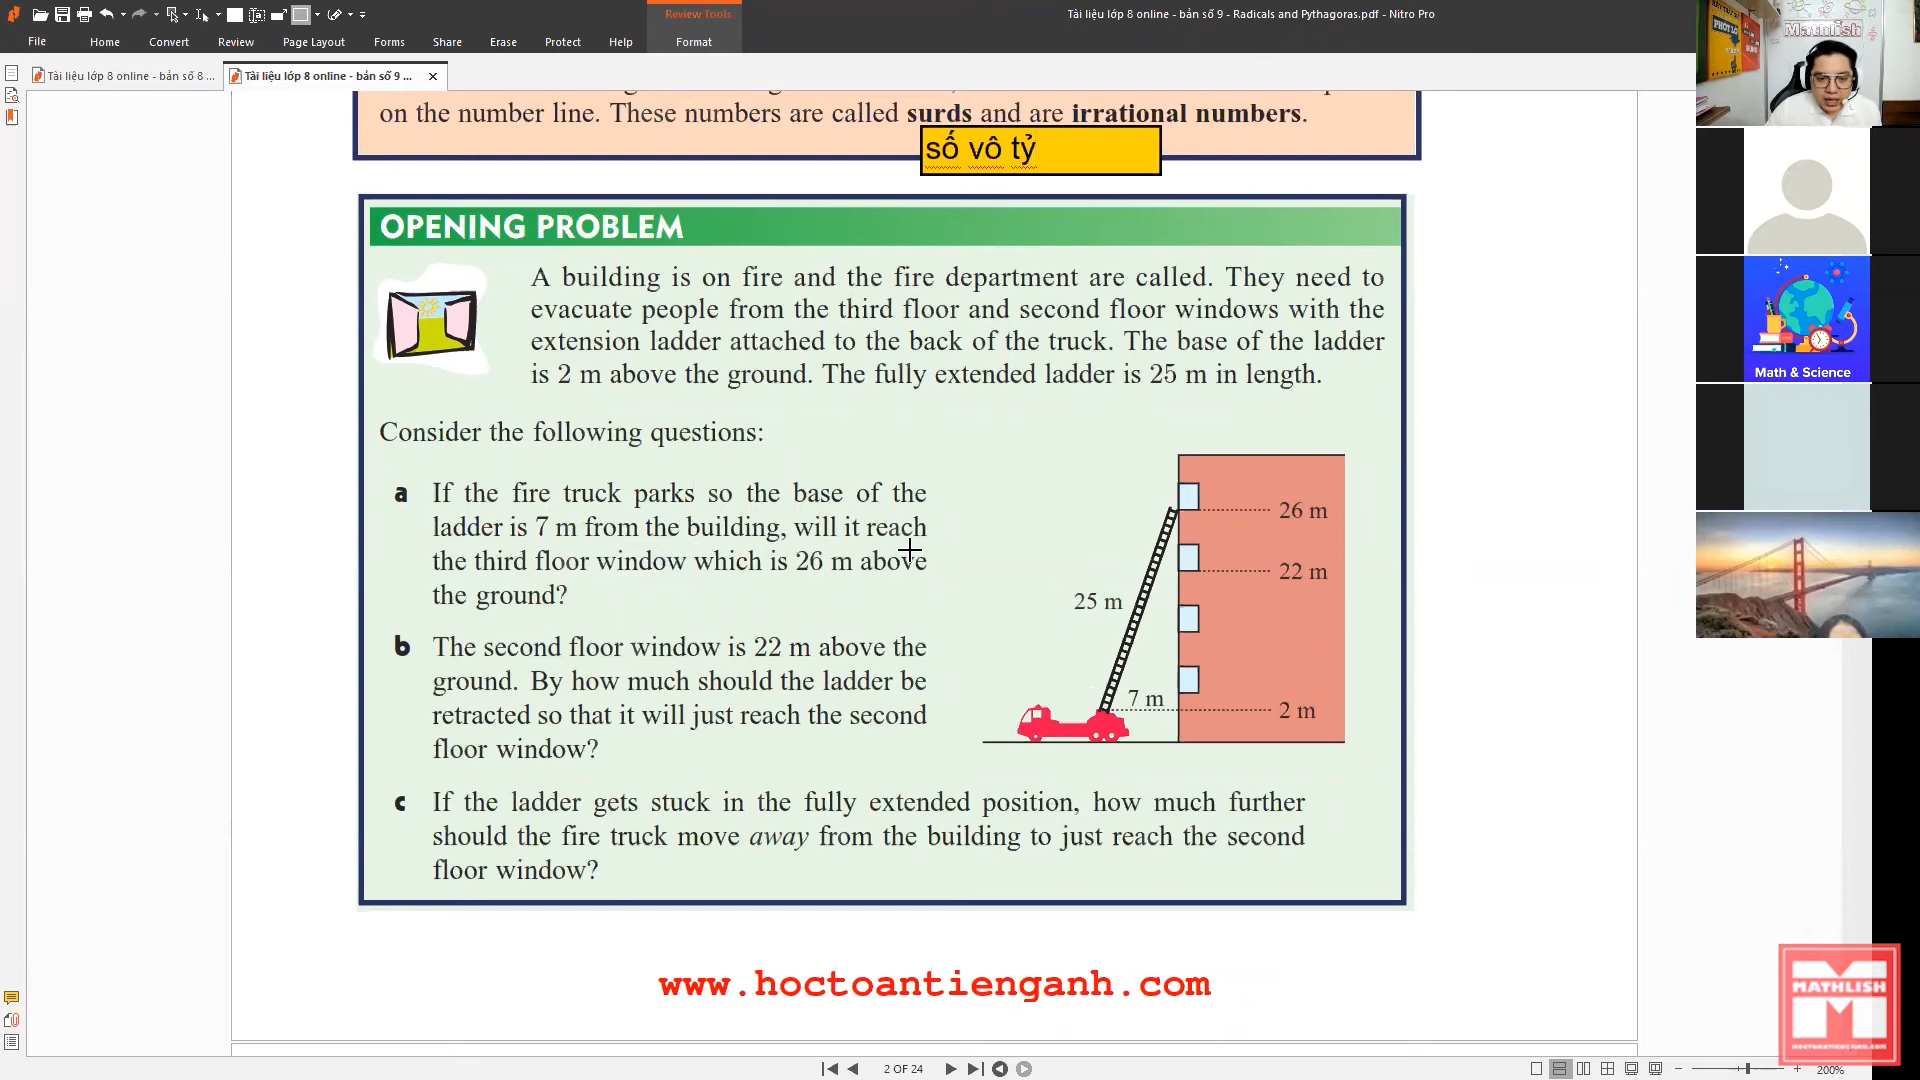 Review Tools
Tài liệu lớp 8 online - bản số 9 - Radicals and Pythagoras.pdf - Nitro Pro
File
Home
Convert
Review
Page Layout
Forms
Share
Erase
Protect
Help
Format
Tài liệu lớp 8 online - bản số 8 ...
Tài liệu lớp 8 online - bản số 9 ...
on the number line. These numbers are called surds and are irrational numbers.
số vô tỷ
OPENING PROBLEM
A building is on fire and the fire department are called. They need to
evacuate people from the third floor and second floor windows with the
extension ladder attached to the back of the truck. The base of the ladder
is 2 m above the ground. The fully extended ladder is 25 m in length.
Consider the following questions:
a If the fire truck parks so the base of the
ladder is 7 m from the building, will it reach
the third floor window which is 26 m above
the ground?
b The second floor window is 22 m above the
ground. By how much should the ladder be
retracted so that it will just reach the second
floor window?
26 m
22 m
25 m
7 m
2 m
c If the ladder gets stuck in the fully extended position, how much further
should the fire truck move away from the building to just reach the second
floor window?
www.hoctoantienganh.com
2 OF 24
200%
Mathlish
Math & Science
MATHLISH
HOCTOANTIENGANH.COM